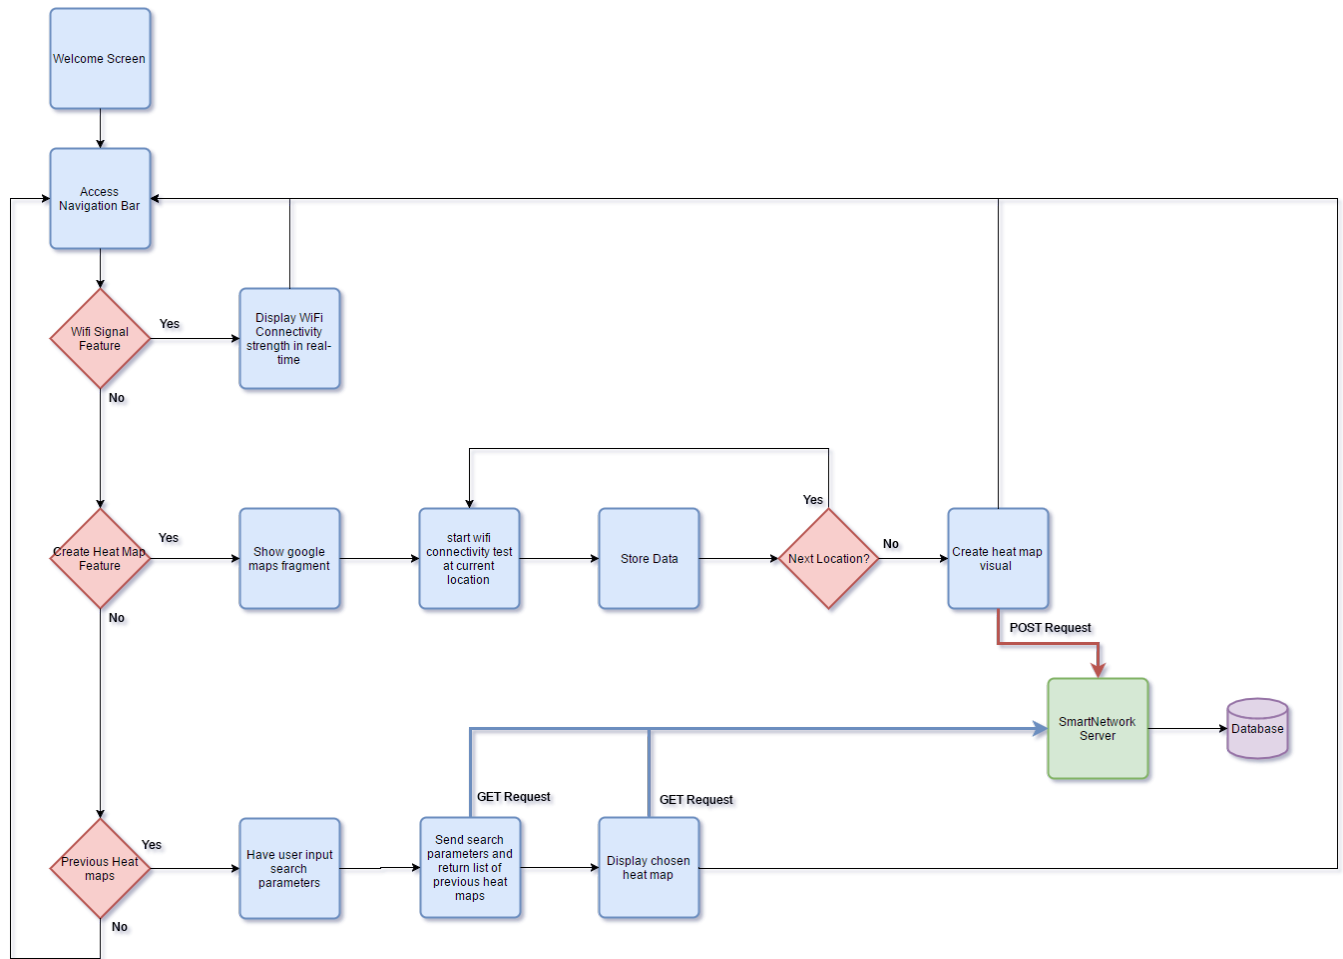 Welcome Screen
Access
Navigation Bar
Wifi Signal
Feature
Yes
Display WiFi
Connectivity
strength in real-
time
No
Create Heat Map
Feature
Yes
Show google
maps fragment
start wifi
connectivity test
at current
location
Store Data
Yes
Next Location?
No
Create heat map
visual
No
POST Request
SmartNetwork
Server
Database
GET Request
GET Request
Previous Heat
maps
Yes
Have user input
search
parameters
Send search
parameters and
return list of
previous heat
maps
Display chosen
heat map
No